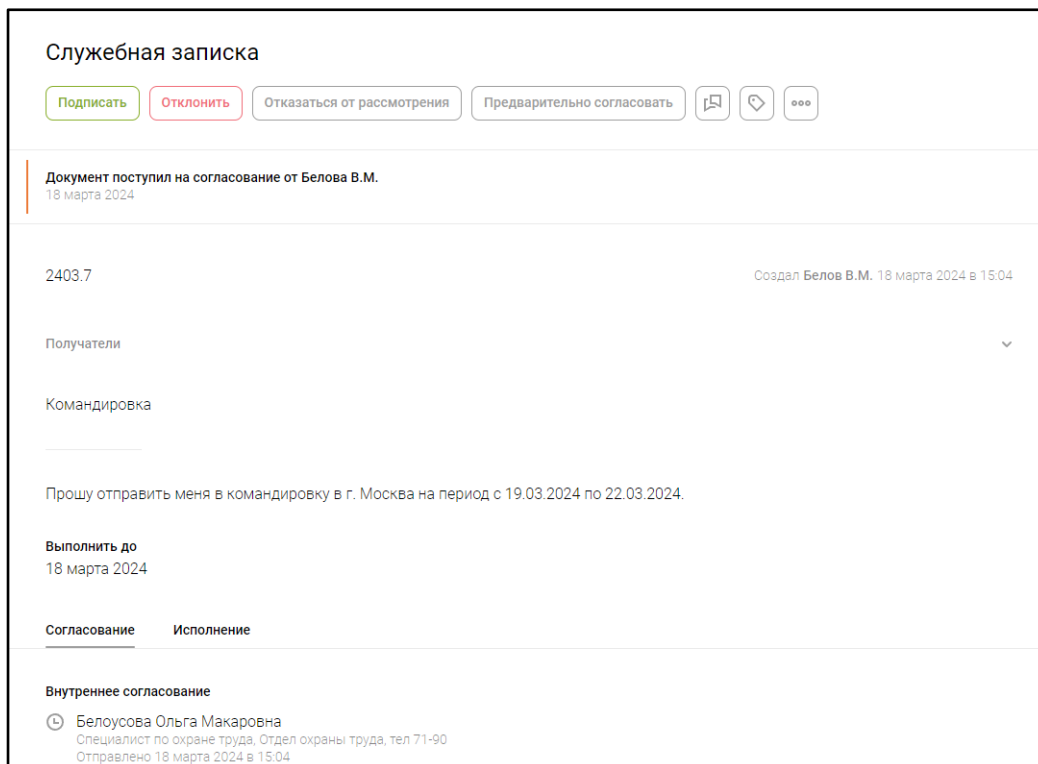 Служебная записка
Подписать Отклонить Отказаться от рассмотрения Предварительно согласовать
Документ поступил на согласование от Белова В.М.
18 марта 2024
2403.7 Создал Белов В.М. 18 марта 2024 в 15:04
Получатели
Командировка
Прошу отправить меня в командировку в г. Москва на период с 19.03.2024 по 22.03.2024.
Выполнить до
18 марта 2024
Согласование Исполнение
Внутреннее согласование
Белоусова Ольга Макаровна
Специалист по охране труда, Отдел охраны труда, тел 71-90
Отправлено 18 марта 2024 в 15:04